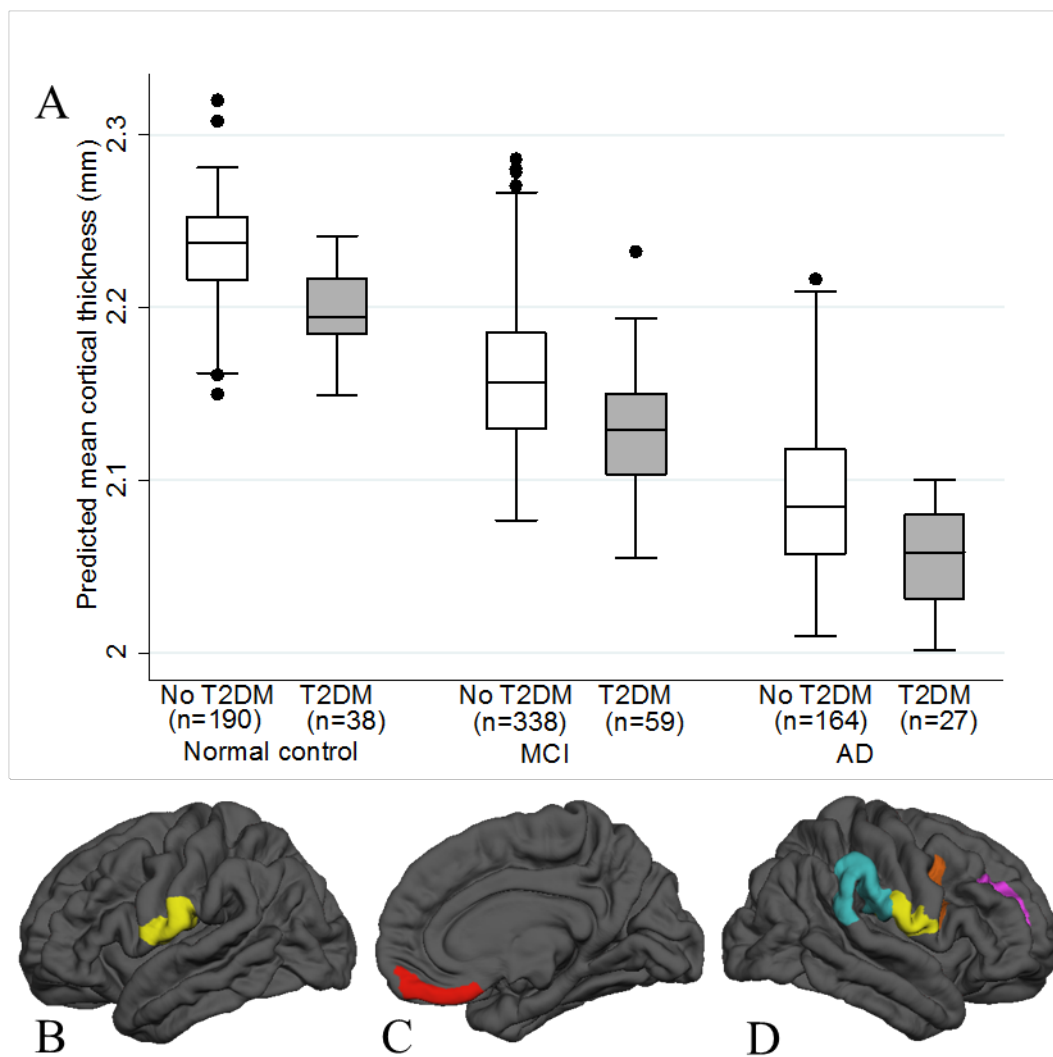 A
Predicted mean cortical thickness (mm)
2.3
2.2
2.1
2
No T2DM T2DM No T2DM T2DM No T2DM T2DM
(n=190) (n=38) (n=338) (n=59) (n=164) (n=27)
Normal control MCI AD
B C D